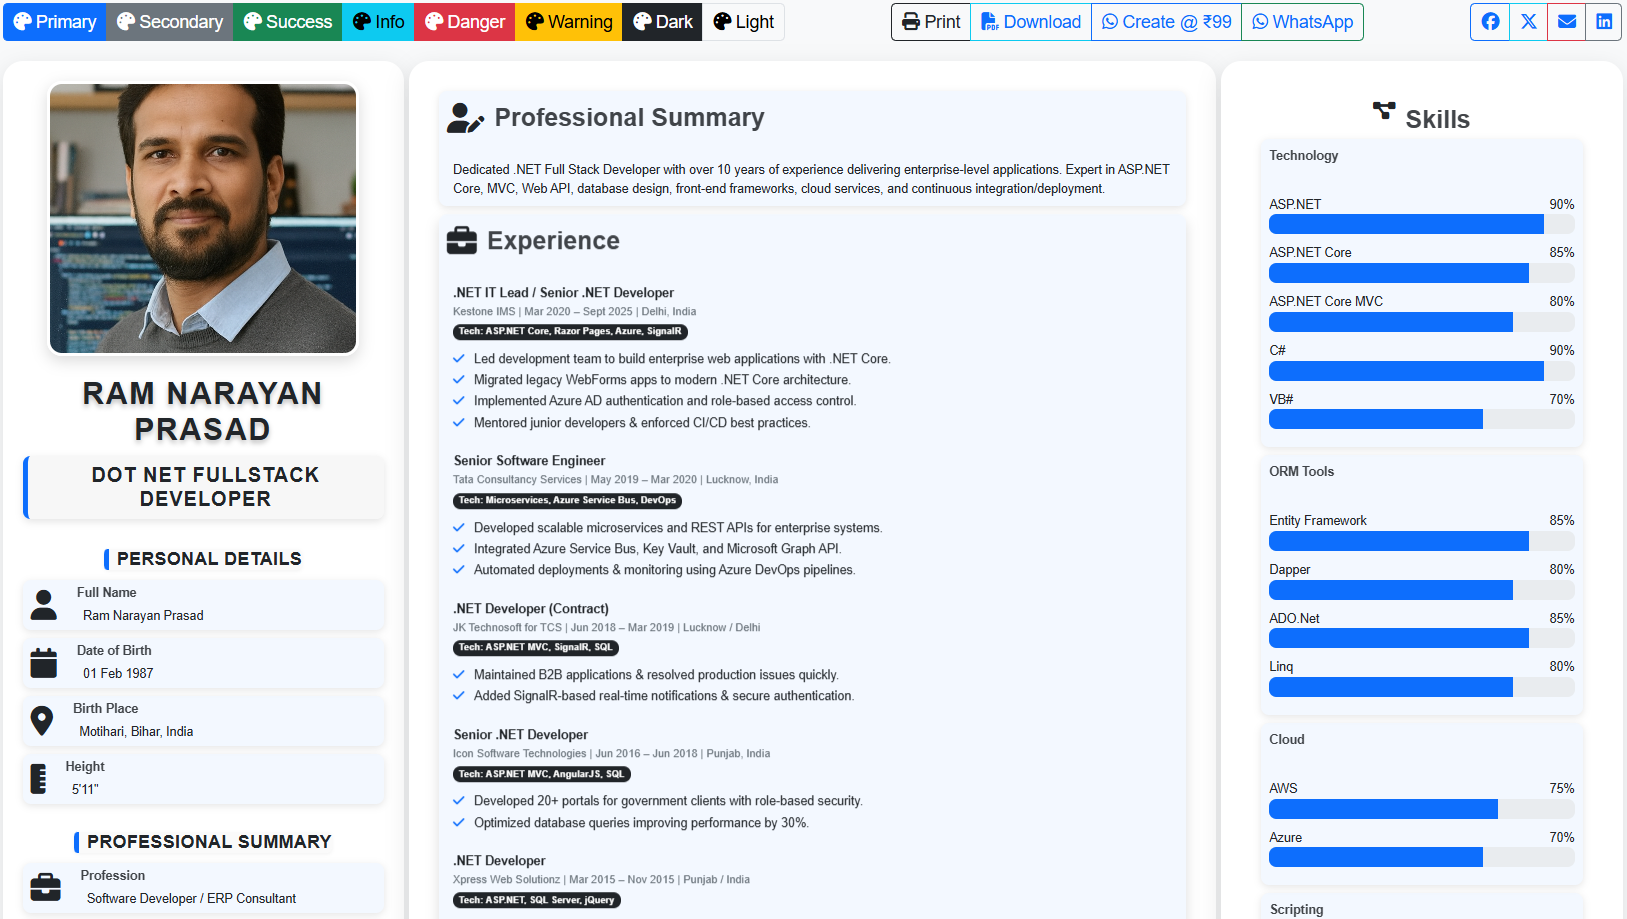 Primary Secondary Success Info Danger Warning Dark Light
Print Download Create @ ₹99 WhatsApp
RAM NARAYAN
PRASAD
DOT NET FULLSTACK
DEVELOPER
PERSONAL DETAILS
Full Name
Ram Narayan Prasad
Date of Birth
01 Feb 1987
Birth Place
Motihari, Bihar, India
Height
5'11"
PROFESSIONAL SUMMARY
Profession
Software Developer / ERP Consultant
Professional Summary
Dedicated .NET Full Stack Developer with over 10 years of experience delivering enterprise-level applications. Expert in ASP.NET
Core, MVC, Web API, database design, front-end frameworks, cloud services, and continuous integration/deployment.
Experience
.NET IT Lead / Senior .NET Developer
Kestone IMS | Mar 2020 – Sept 2025 | Delhi, India
Tech: ASP.NET Core, Razor Pages, Azure, SignalR
Led development team to build enterprise web applications with .NET Core.
Migrated legacy WebForms apps to modern .NET Core architecture.
Implemented Azure AD authentication and role-based access control.
Mentored junior developers & enforced CI/CD best practices.
Senior Software Engineer
Tata Consultancy Services | May 2019 – Mar 2020 | Lucknow, India
Tech: Microservices, Azure Service Bus, DevOps
Developed scalable microservices and REST APIs for enterprise systems.
Integrated Azure Service Bus, Key Vault, and Microsoft Graph API.
Automated deployments & monitoring using Azure DevOps pipelines.
.NET Developer (Contract)
JK Technosoft for TCS | Jun 2018 – Mar 2019 | Lucknow / Delhi
Tech: ASP.NET MVC, SignalR, SQL
Maintained B2B applications & resolved production issues quickly.
Added SignalR-based real-time notifications & secure authentication.
Senior .NET Developer
Icon Software Technologies | Jun 2016 – Jun 2018 | Punjab, India
Tech: ASP.NET MVC, AngularJS, SQL
Developed 20+ portals for government clients with role-based security.
Optimized database queries improving performance by 30%.
.NET Developer
Xpress Web Solutionz | Mar 2015 – Nov 2015 | Punjab / India
Tech: ASP.NET, SQL Server, jQuery
Skills
Technology
ASP.NET 90%
ASP.NET Core 85%
ASP.NET Core MVC 80%
C# 90%
VB# 70%
ORM Tools
Entity Framework 85%
Dapper 80%
ADO.Net 85%
Linq 80%
Cloud
AWS 75%
Azure 70%
Scripting